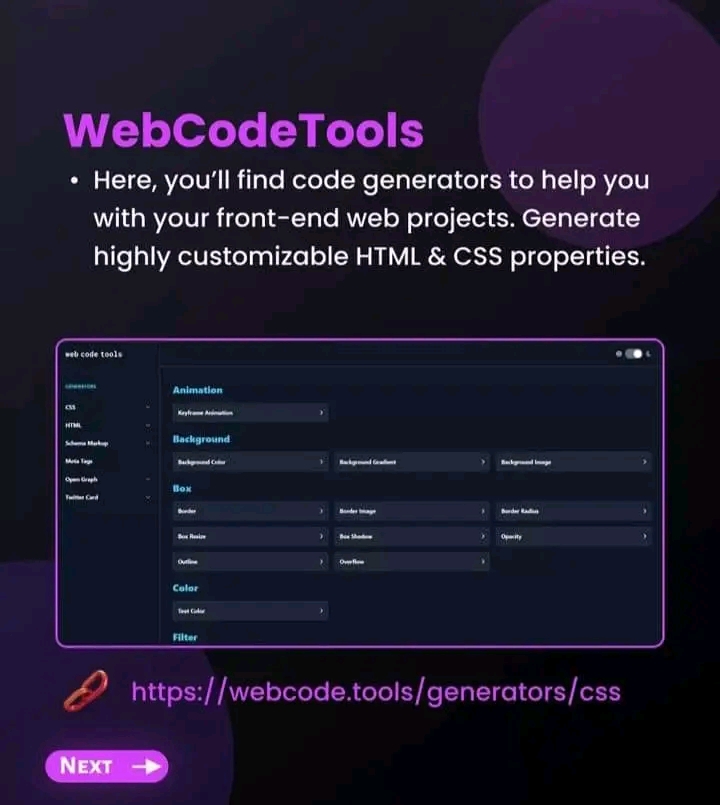 WebCodeTools
• Here, you’ll find code generators to help you
with your front-end web projects. Generate
highly customizable HTML & CSS properties.
web code tools
GENERATORS
CSS
HTML
Schema Markup
Meta Tags
Open Graph
Twitter Card
Animation
Keyframe Animation
Background
Background Color
Background Gradient
Background Image
Box
Border
Border Image
Border Radius
Box Resize
Box Shadow
Opacity
Outline
Overflow
Color
Text Color
Filter
https://webcode.tools/generators/css
NEXT